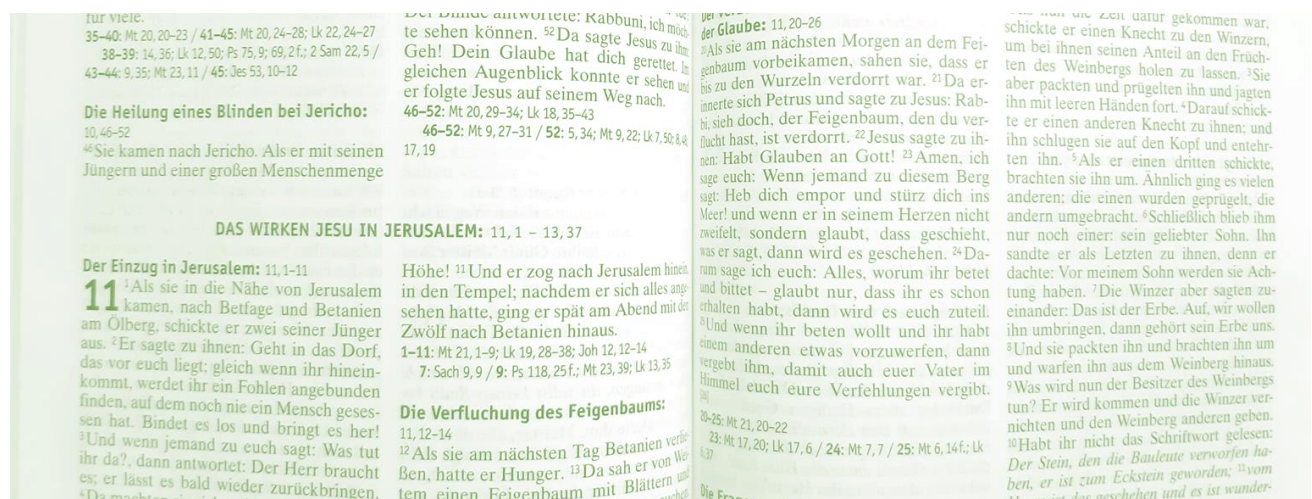 für viele.
35–40: Mt 20,20–23 / 41–45: Mt 20,24–28; Lk 22,24–27
38–39: 14,36; Lk 12,50; Ps 75,9; 69,2f.; 2 Sam 22,5 /
43–44: 9,35; Mt 23,11 / 45: Jes 53,10–12
Die Heilung eines Blinden bei Jericho:
10,46–52
⁴⁶Sie kamen nach Jericho. Als er mit seinen
Jüngern und einer großen Menschenmenge
Der Blinde antwortete: Rabbuni, ich möch-
te sehen können. ⁵²Da sagte Jesus zu ihm:
Geh! Dein Glaube hat dich gerettet. Im
gleichen Augenblick konnte er sehen und
er folgte Jesus auf seinem Weg nach.
46–52: Mt 20,29–34; Lk 18,35–43
46–52: Mt 9,27–31 / 52: 5,34; Mt 9,22; Lk 7,50; 8,48;
17,19
DAS WIRKEN JESU IN JERUSALEM: 11,1 – 13,37
Der Einzug in Jerusalem: 11,1–11
11 ¹Als sie in die Nähe von Jerusalem
kamen, nach Betfage und Betanien
am Ölberg, schickte er zwei seiner Jünger
aus. ²Er sagte zu ihnen: Geht in das Dorf,
das vor euch liegt; gleich wenn ihr hinein-
kommt, werdet ihr ein Fohlen angebunden
finden, auf dem noch nie ein Mensch geses-
sen hat. Bindet es los und bringt es her!
³Und wenn jemand zu euch sagt: Was tut
ihr da?, dann antwortet: Der Herr braucht
es; er lässt es bald wieder zurückbringen.
Höhe! ¹¹Und er zog nach Jerusalem hinein
in den Tempel; nachdem er sich alles ange-
sehen hatte, ging er spät am Abend mit den
Zwölf nach Betanien hinaus.
1–11: Mt 21,1–9; Lk 19,28–38; Joh 12,12–14
7: Sach 9,9 / 9: Ps 118,25f.; Mt 23,39; Lk 13,35
Die Verfluchung des Feigenbaums:
11,12–14
¹²Als sie am nächsten Tag Betanien verlie-
ßen, hatte er Hunger. ¹³Da sah er von Wei-
tem einen Feigenbaum mit Blättern und
der Glaube: 11,20–26
²⁰Als sie am nächsten Morgen an dem Fei-
genbaum vorbeikamen, sahen sie, dass er
bis zu den Wurzeln verdorrt war. ²¹Da er-
innerte sich Petrus und sagte zu Jesus: Rab-
bi, sieh doch, der Feigenbaum, den du ver-
flucht hast, ist verdorrt. ²²Jesus sagte zu ih-
nen: Habt Glauben an Gott! ²³Amen, ich
sage euch: Wenn jemand zu diesem Berg
sagt: Heb dich empor und stürz dich ins
Meer! und wenn er in seinem Herzen nicht
zweifelt, sondern glaubt, dass geschieht,
was er sagt, dann wird es geschehen. ²⁴Da-
rum sage ich euch: Alles, worum ihr betet
und bittet – glaubt nur, dass ihr es schon
erhalten habt, dann wird es euch zuteil.
²⁵Und wenn ihr beten wollt und ihr habt
einem anderen etwas vorzuwerfen, dann
vergebt ihm, damit auch euer Vater im
Himmel euch eure Verfehlungen vergibt.
[26]
20–25: Mt 21,20–22
23: Mt 17,20; Lk 17,6 / 24: Mt 7,7 / 25: Mt 6,14f.; Lk
6,37
nun die Zeit dafür gekommen war,
schickte er einen Knecht zu den Winzern,
um bei ihnen seinen Anteil an den Früch-
ten des Weinbergs holen zu lassen. ³Sie
aber packten und prügelten ihn und jagten
ihn mit leeren Händen fort. ⁴Darauf schick-
te er einen anderen Knecht zu ihnen; und
ihn schlugen sie auf den Kopf und entehr-
ten ihn. ⁵Als er einen dritten schickte,
brachten sie ihn um. Ähnlich ging es vielen
anderen; die einen wurden geprügelt, die
andern umgebracht. ⁶Schließlich blieb ihm
nur noch einer: sein geliebter Sohn. Ihn
sandte er als Letzten zu ihnen, denn er
dachte: Vor meinem Sohn werden sie Ach-
tung haben. ⁷Die Winzer aber sagten zu-
einander: Das ist der Erbe. Auf, wir wollen
ihn umbringen, dann gehört sein Erbe uns.
⁸Und sie packten ihn und brachten ihn um
und warfen ihn aus dem Weinberg hinaus.
⁹Was wird nun der Besitzer des Weinbergs
tun? Er wird kommen und die Winzer ver-
nichten und den Weinberg anderen geben.
¹⁰Habt ihr nicht das Schriftwort gelesen:
Der Stein, den die Bauleute verworfen ha-
ben, er ist zum Eckstein geworden; ¹¹vom
das geschehen und es ist wunder-